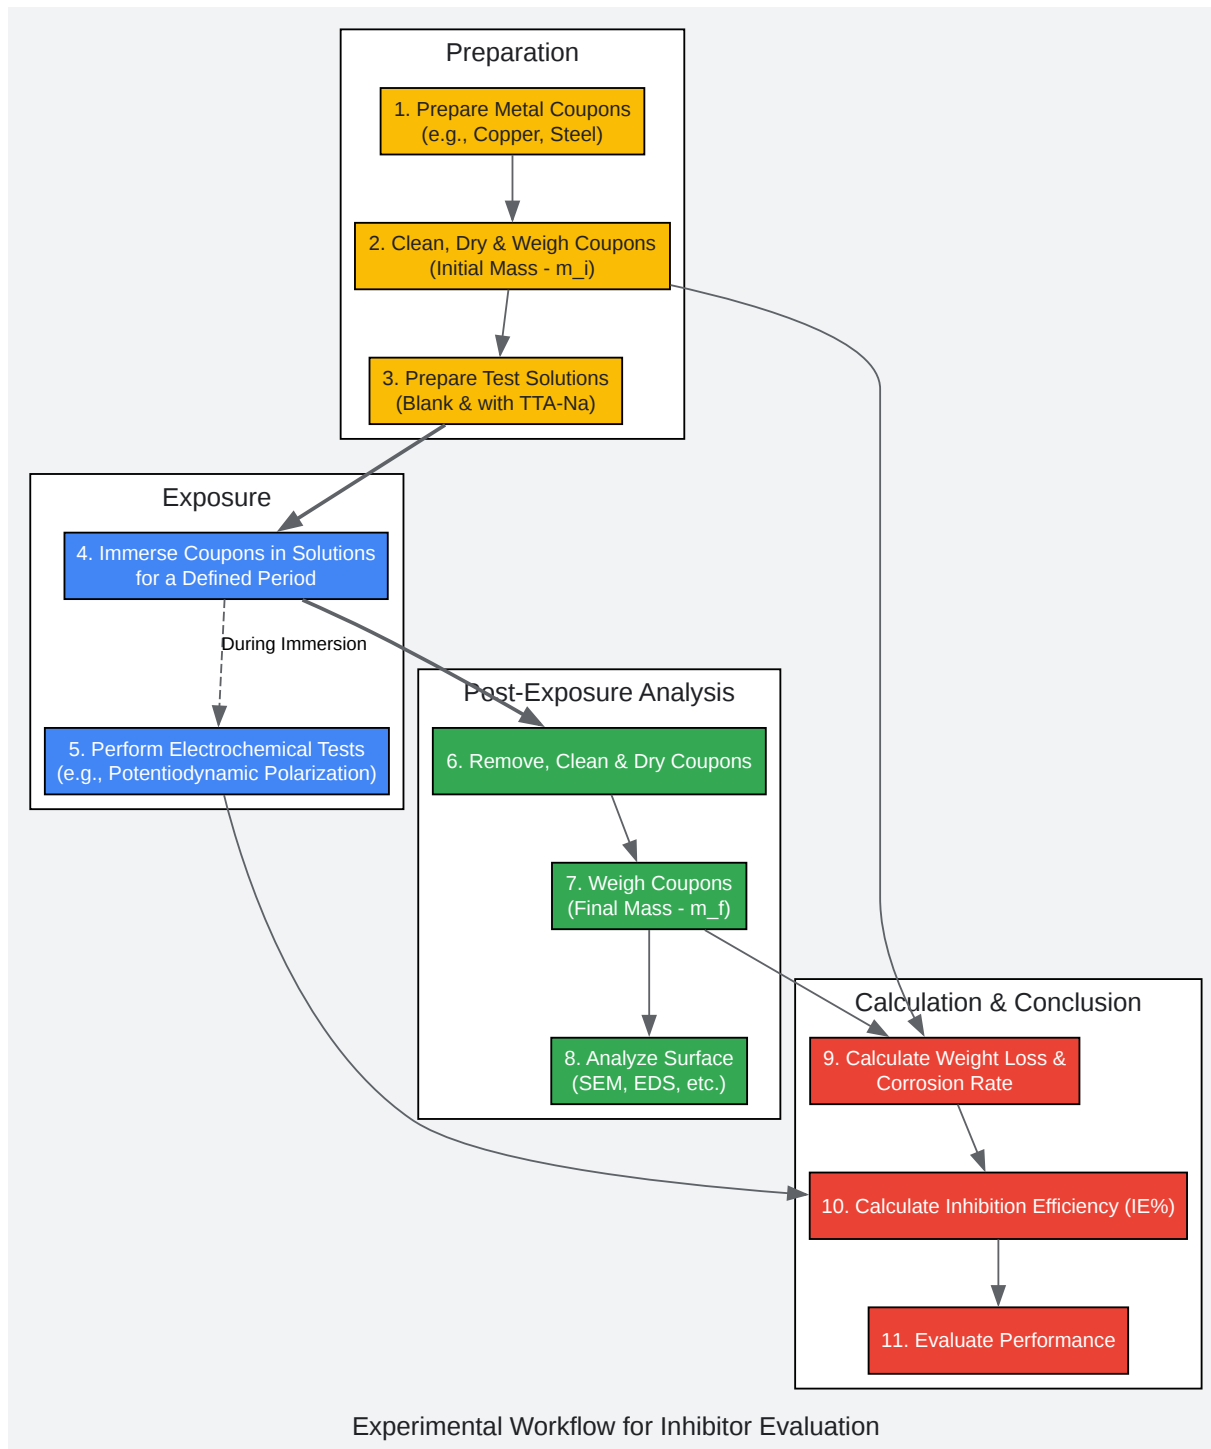 Preparation
1. Prepare Metal Coupons
(e.g., Copper, Steel)
2. Clean, Dry & Weigh Coupons
(Initial Mass - m_i)
3. Prepare Test Solutions
(Blank & with TTA-Na)
Exposure
4. Immerse Coupons in Solutions
for a Defined Period
During Immersion
5. Perform Electrochemical Tests
(e.g., Potentiodynamic Polarization)
Post-Exposure Analysis
6. Remove, Clean & Dry Coupons
7. Weigh Coupons
(Final Mass - m_f)
8. Analyze Surface
(SEM, EDS, etc.)
Calculation & Conclusion
9. Calculate Weight Loss &
Corrosion Rate
10. Calculate Inhibition Efficiency (IE%)
11. Evaluate Performance
Experimental Workflow for Inhibitor Evaluation